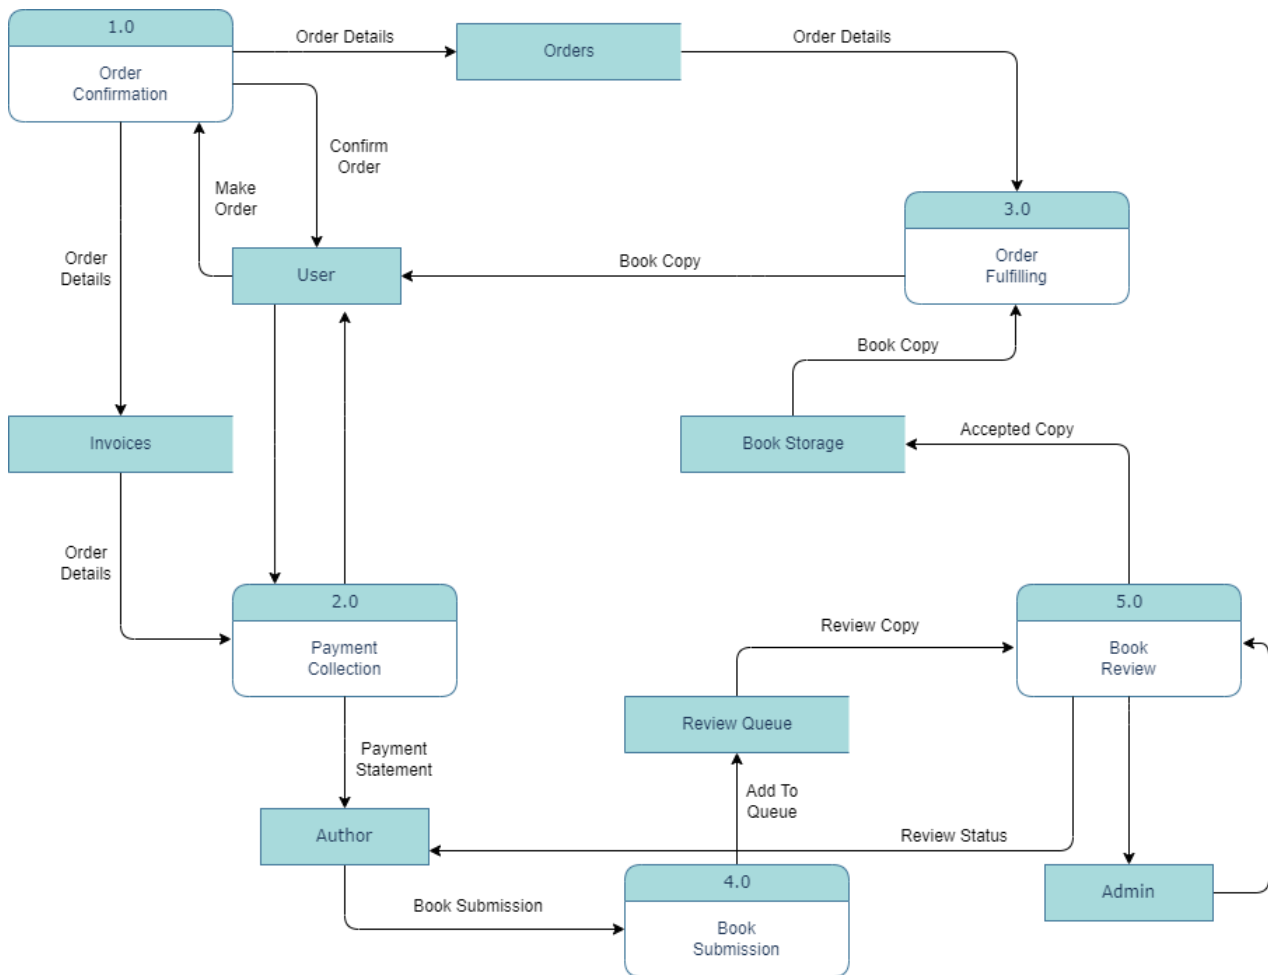 1.0
Order
Confirmation
Order Details
Orders
Order Details
Confirm
Order
Make
Order
3.0
Order
Fulfilling
Order
Details
User
Book Copy
Book Copy
Invoices
Book Storage
Accepted Copy
Order
Details
2.0
Payment
Collection
5.0
Book
Review
Review Copy
Review Queue
Payment
Statement
Add To
Queue
Author
Review Status
4.0
Book
Submission
Book Submission
Admin